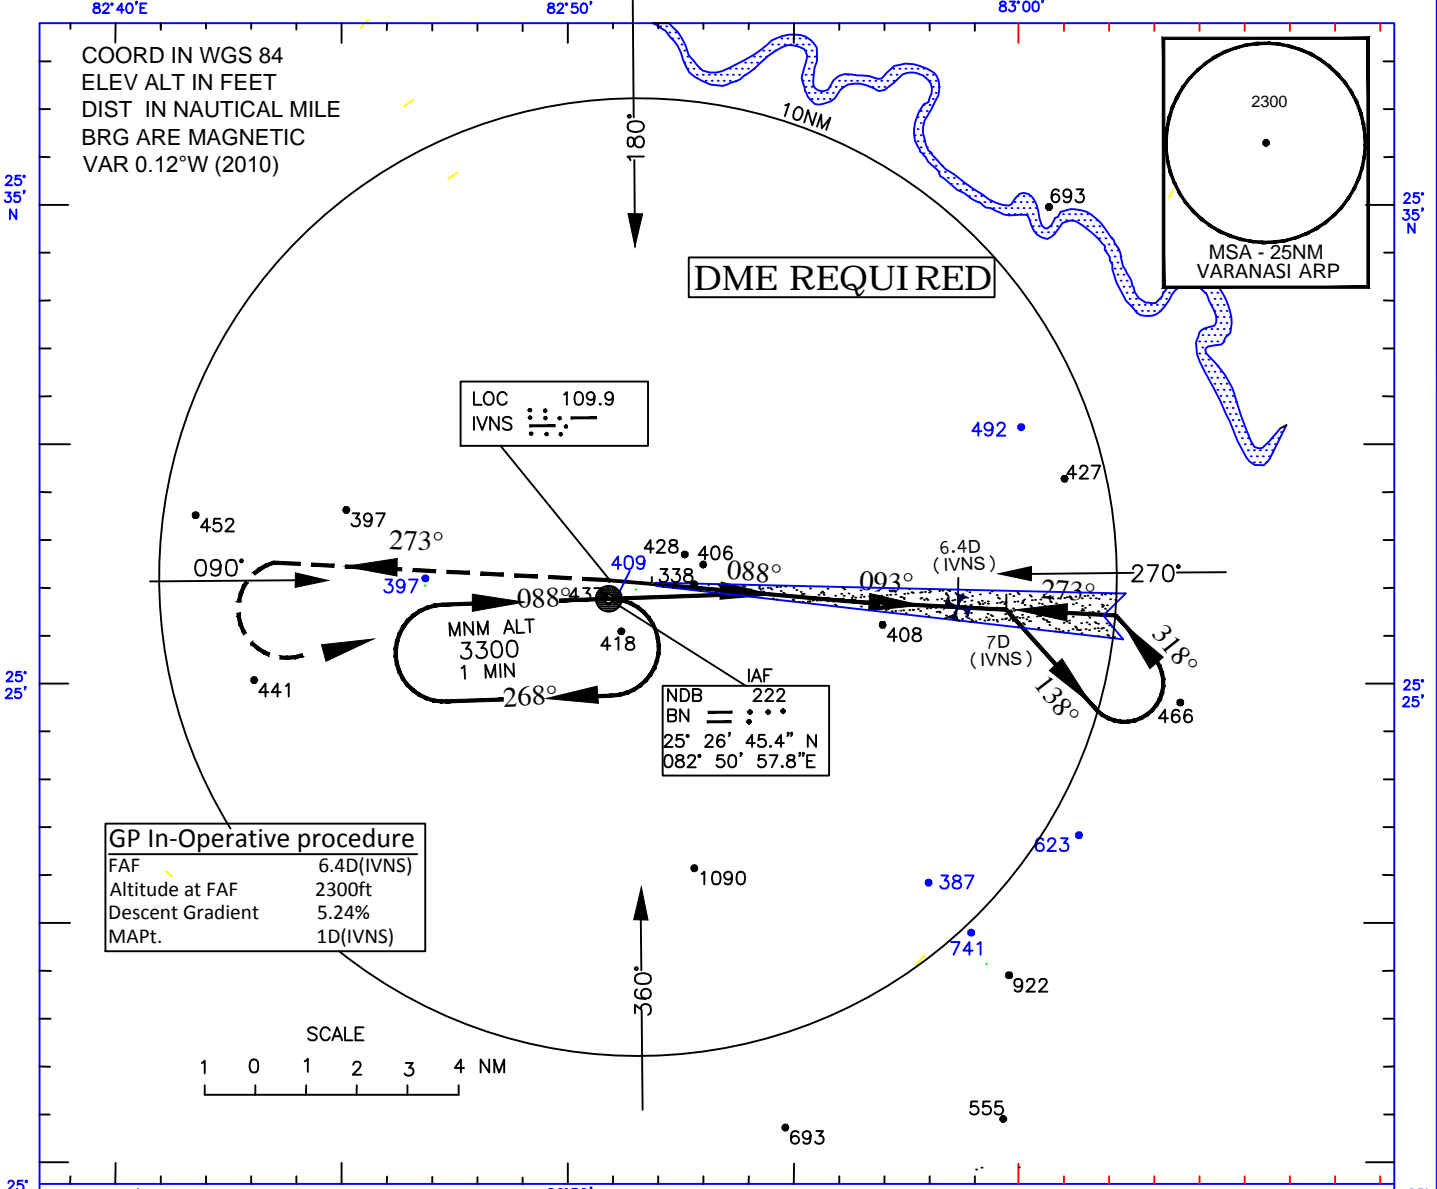 82°40'E
82°50'
83°00'
COORD IN WGS 84
ELEV ALT IN FEET
DIST IN NAUTICAL MILE
BRG ARE MAGNETIC
VAR 0.12°W (2010)
2300
MSA - 25NM
VARANASI ARP
10NM
180°
25°
35'
N
25°
35'
N
693
DME REQUIRED
LOC 109.9
IVNS
492
427
452
397
273°
428
406
6.4D
(IVNS)
090°
397
409
338
088°
093°
273°
270°
088°
437
MNM ALT
3300
1 MIN
418
408
7D
(IVNS)
318°
138°
441
268°
466
25°
25'
25°
25'
IAF
NDB 222
BN
25° 26' 45.4" N
082° 50' 57.8"E
GP In-Operative procedure
FAF 6.4D(IVNS)
Altitude at FAF 2300ft
Descent Gradient 5.24%
MAPt. 1D(IVNS)
623
1090
387
741
922
360°
SCALE
1 0 1 2 3 4 NM
555
693
25°